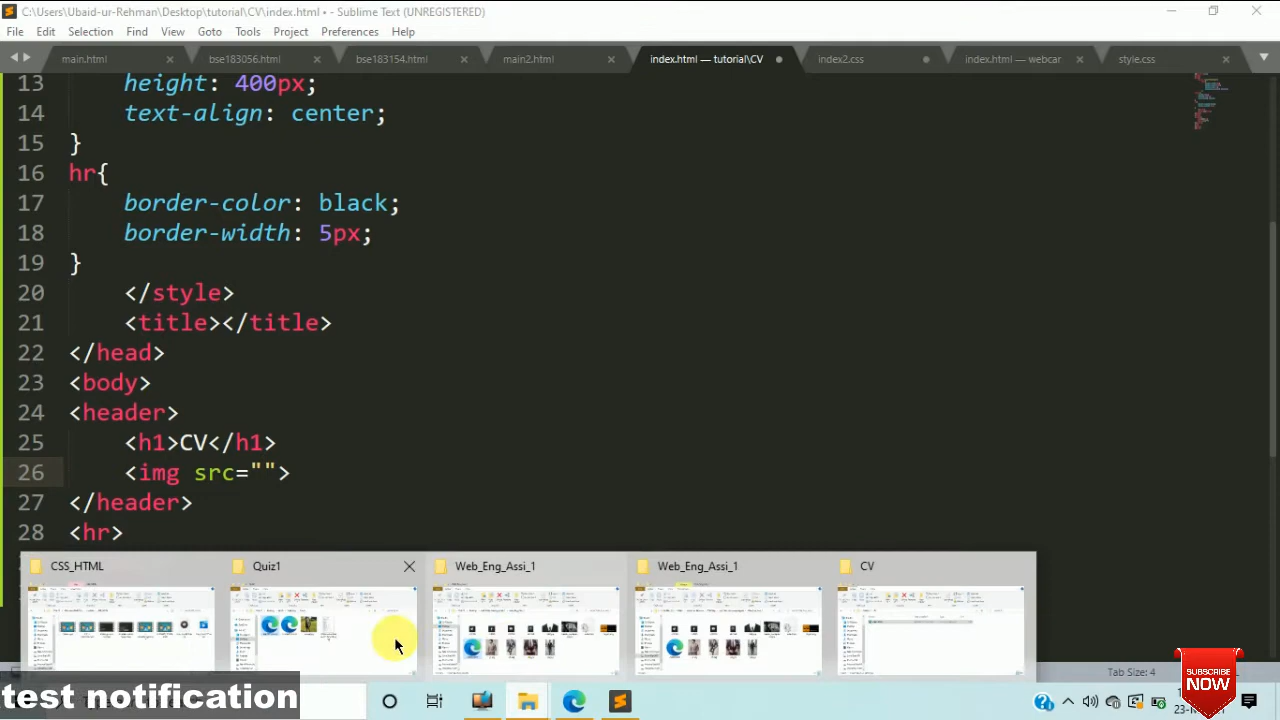 C:\Users\Ubaid-ur-Rehman\Desktop\tutorial\CV\index.html • - Sublime Text (UNREGISTERED)
File Edit Selection Find View Goto Tools Project Preferences Help
main.html bse183056.html bse183154.html main2.html index.html — tutorial\CV index2.css index.html — webcar style.css
13 height: 400px;
14 text-align: center;
15 }
16 hr{
17 border-color: black;
18 border-width: 5px;
19 }
20 </style>
21 <title></title>
22 </head>
23 <body>
24 <header>
25 <h1>CV</h1>
26 <img src="">
27 </header>
28 <hr>
CSS_HTML Quiz1 Web_Eng_Assi_1 Web_Eng_Assi_1 CV
Tab Size: 4
SUBSCRIBE
NOW
test notification